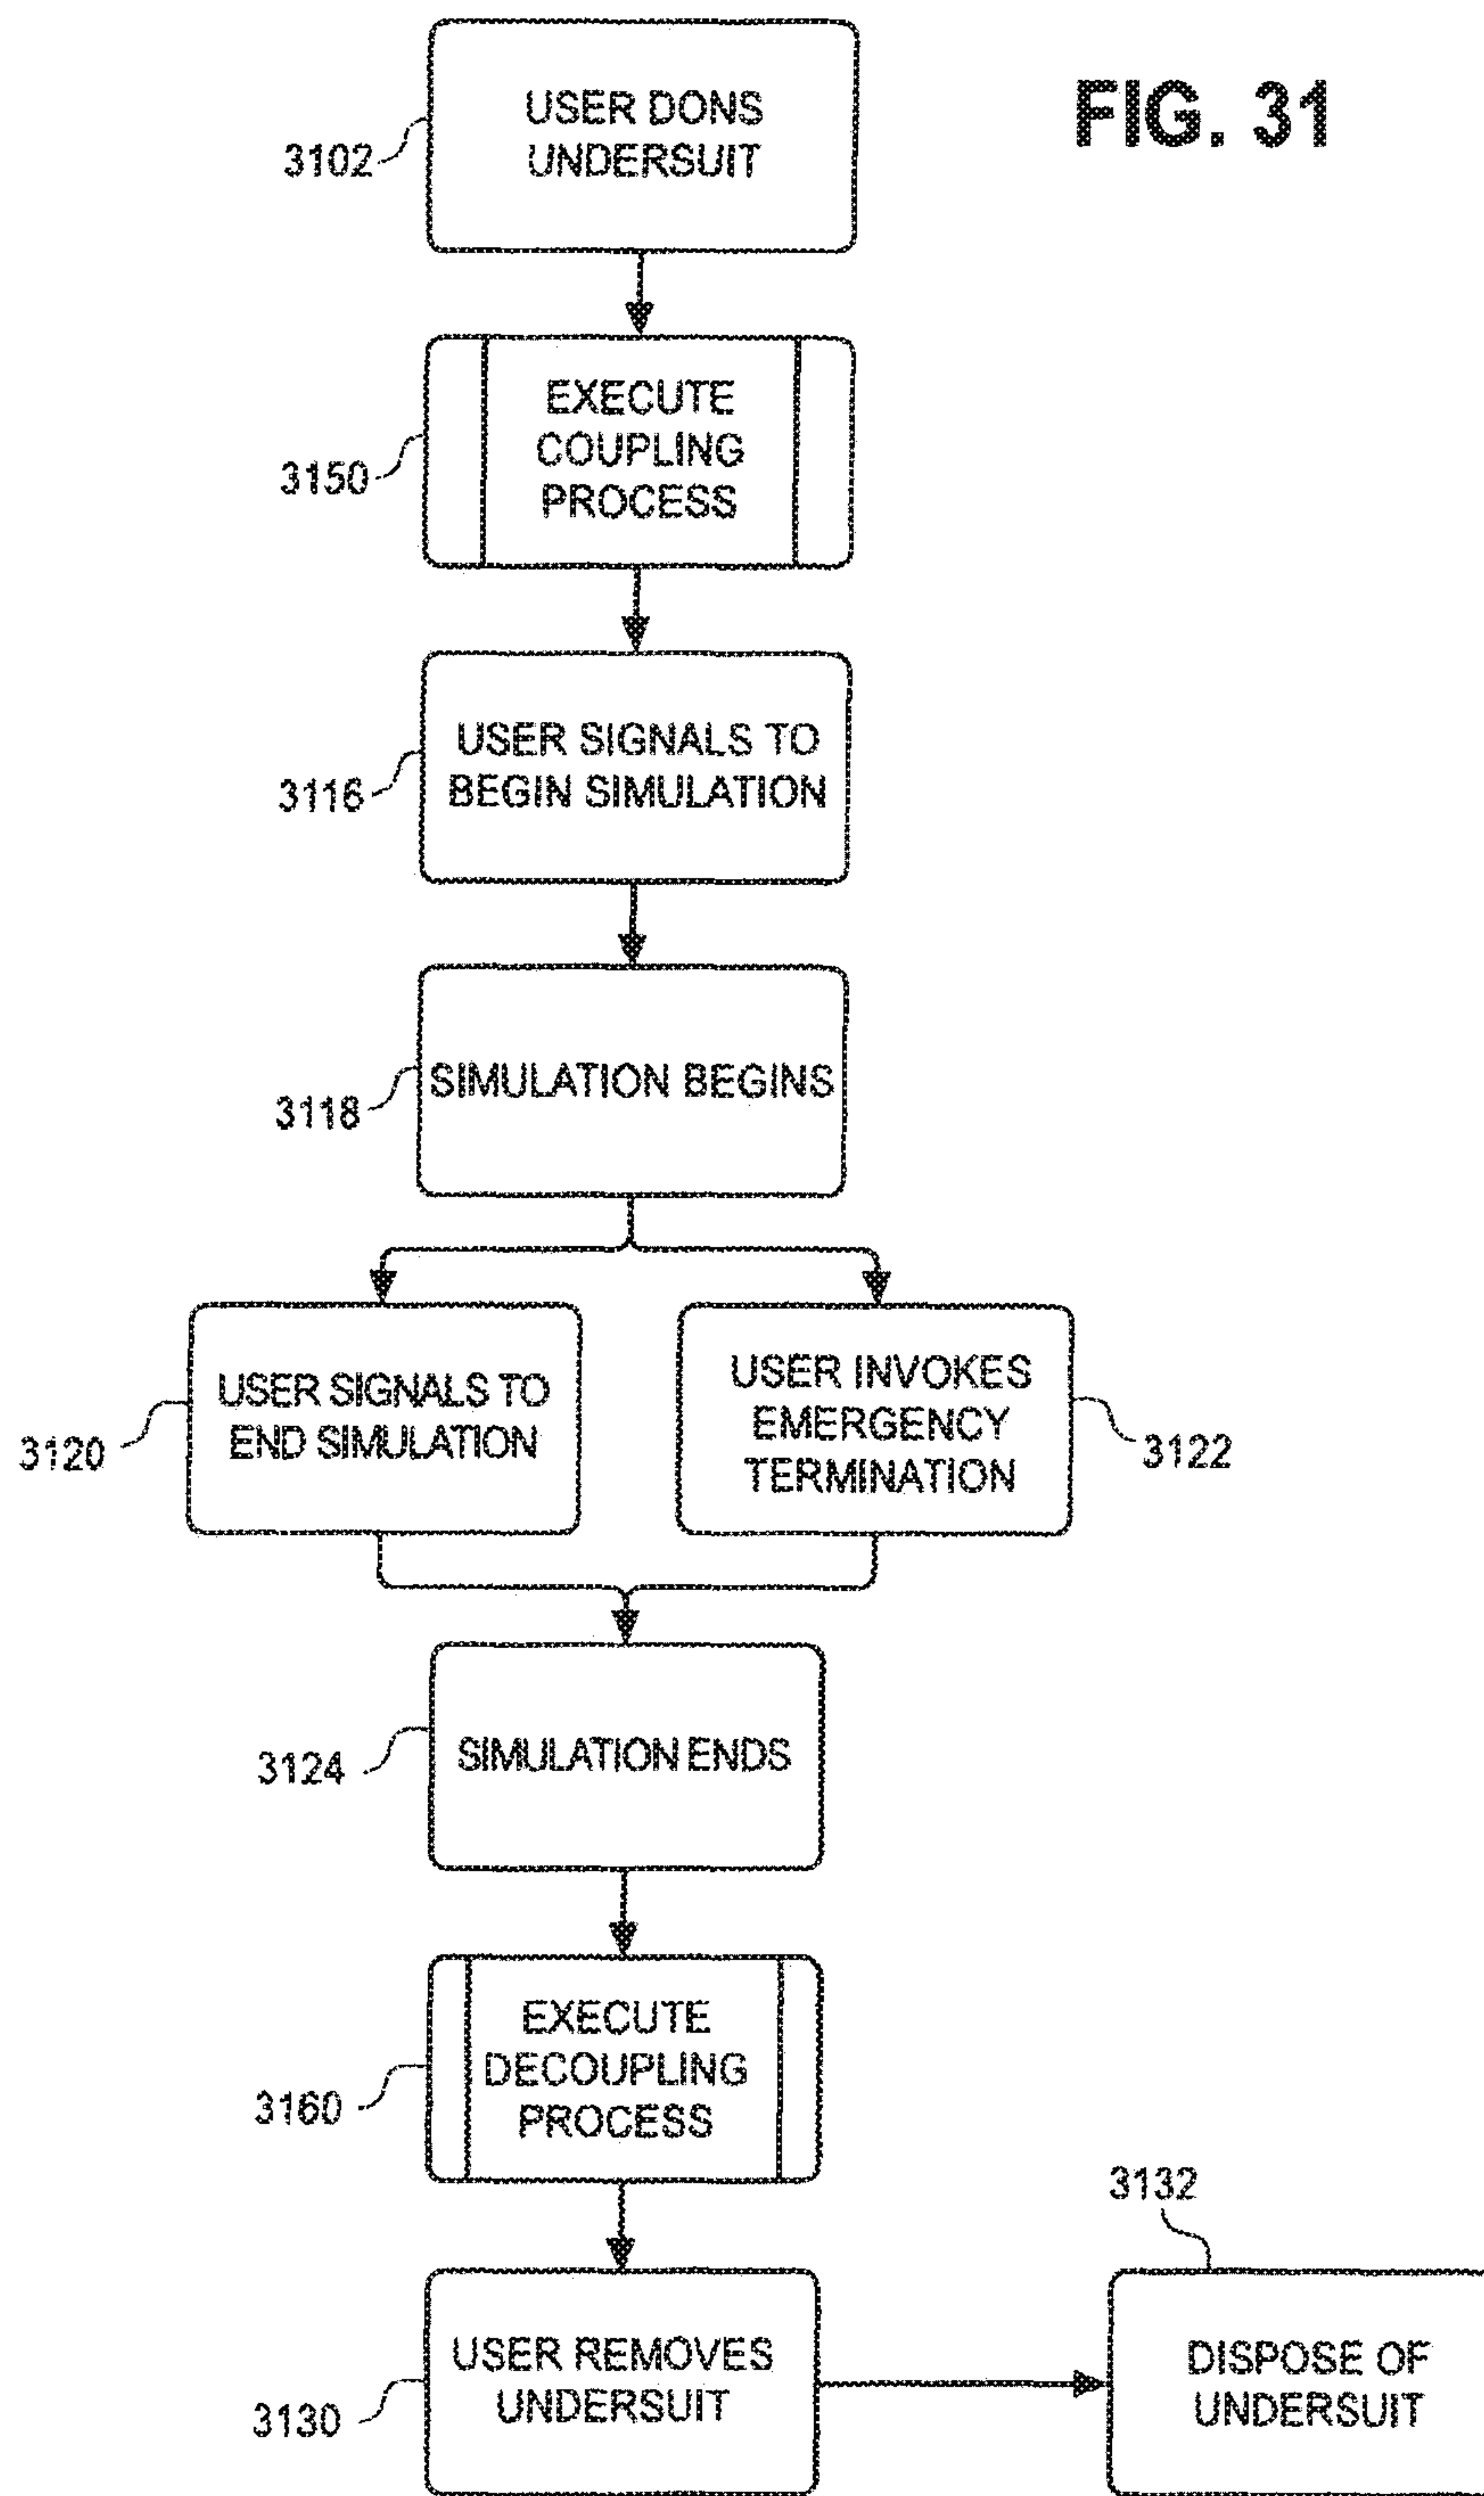 FIG. 31
USER DONS
UNDERSUIT
3102
EXECUTE
COUPLING
PROCESS
3150
USER SIGNALS TO
BEGIN SIMULATION
3116
SIMULATION BEGINS
3118
USER SIGNALS TO
END SIMULATION
3120
USER INVOKES
EMERGENCY
TERMINATION
3122
SIMULATION ENDS
3124
EXECUTE
DECOUPLING
PROCESS
3160
USER REMOVES
UNDERSUIT
3130
3132
DISPOSE OF
UNDERSUIT